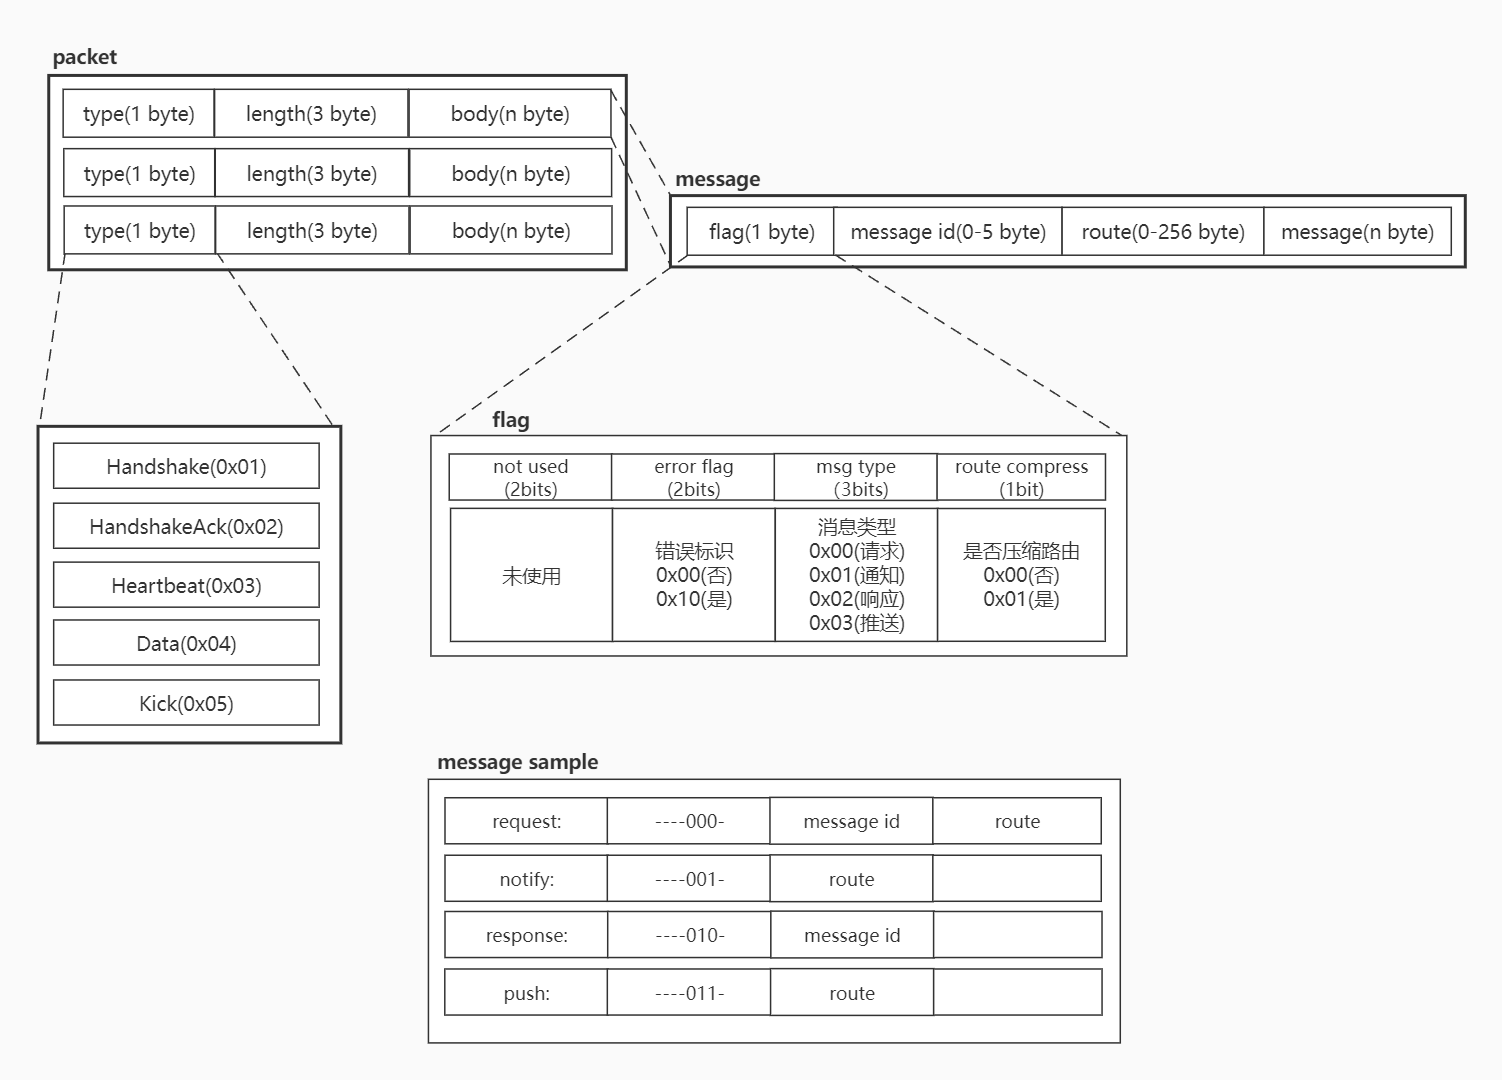 packet
type(1 byte) length(3 byte) body(n byte)
type(1 byte) length(3 byte) body(n byte)
type(1 byte) length(3 byte) body(n byte)
message
flag(1 byte) message id(0-5 byte) route(0-256 byte) message(n byte)
Handshake(0x01)
HandshakeAck(0x02)
Heartbeat(0x03)
Data(0x04)
Kick(0x05)
flag
not used
(2bits)
error flag
(2bits)
msg type
(3bits)
route compress
(1bit)
未使用
错误标识
0x00(否)
0x10(是)
消息类型
0x00(请求)
0x01(通知)
0x02(响应)
0x03(推送)
是否压缩路由
0x00(否)
0x01(是)
message sample
request: ----000- message id route
notify: ----001- route
response: ----010- message id
push: ----011- route